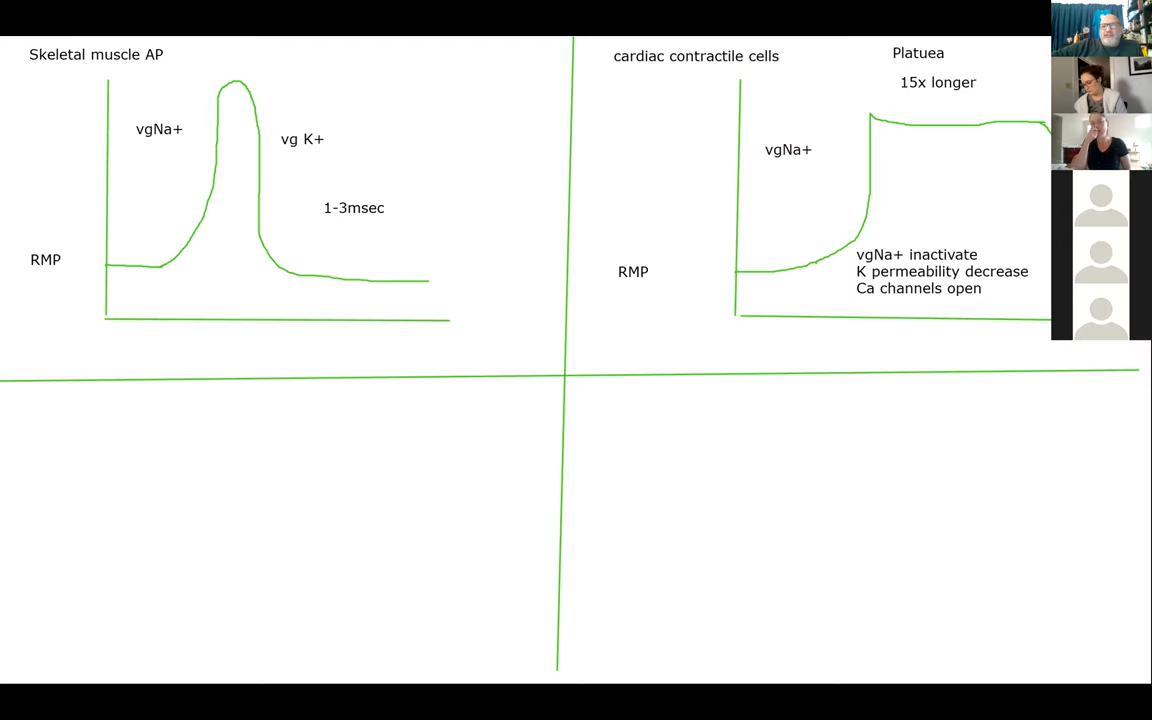 Skeletal muscle AP
vgNa+
vg K+
1-3msec
RMP
cardiac contractile cells
Platuea
15x longer
vgNa+
RMP
vgNa+ inactivate
K permeability decrease
Ca channels open